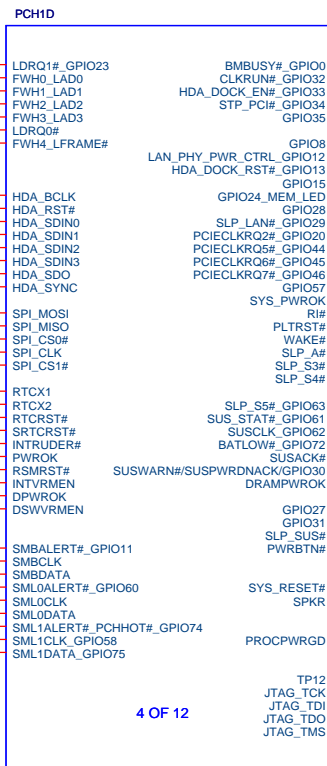 PCH1D
LDRQ1#_GPIO23 BMBUSY#_GPIO0
FWH0_LAD0 CLKRUN#_GPIO32
FWH1_LAD1 HDA_DOCK_EN#_GPIO33
FWH2_LAD2 STP_PCI#_GPIO34
FWH3_LAD3 GPIO35
LDRQ0#
FWH4_LFRAME# GPIO8
LAN_PHY_PWR_CTRL_GPIO12
HDA_DOCK_RST#_GPIO13
GPIO15
HDA_BCLK GPIO24_MEM_LED
HDA_RST# GPIO28
HDA_SDIN0 SLP_LAN#_GPIO29
HDA_SDIN1 PCIECLKRQ2#_GPIO20
HDA_SDIN2 PCIECLKRQ5#_GPIO44
HDA_SDIN3 PCIECLKRQ6#_GPIO45
HDA_SDO PCIECLKRQ7#_GPIO46
HDA_SYNC GPIO57
SYS_PWROK
SPI_MOSI RI#
SPI_MISO PLTRST#
SPI_CS0# WAKE#
SPI_CLK SLP_A#
SPI_CS1# SLP_S3#
SLP_S4#
RTCX1
RTCX2 SLP_S5#_GPIO63
RTCRST# SUS_STAT#_GPIO61
SRTCRST# SUSCLK_GPIO62
INTRUDER# BATLOW#_GPIO72
PWROK SUSACK#
RSMRST# SUSWARN#/SUSPWRDNACK/GPIO30
INTVRMEN DRAMPWROK
DPWROK
DSWVRMEN GPIO27
GPIO31
SLP_SUS#
SMBALERT#_GPIO11 PWRBTN#
SMBCLK
SMBDATA
SML0ALERT#_GPIO60 SYS_RESET#
SML0CLK SPKR
SML0DATA
SML1ALERT#_PCHHOT#_GPIO74
SML1CLK_GPIO58 PROCPWRGD
SML1DATA_GPIO75
TP12
JTAG_TCK
JTAG_TDI
4 OF 12 JTAG_TDO
JTAG_TMS